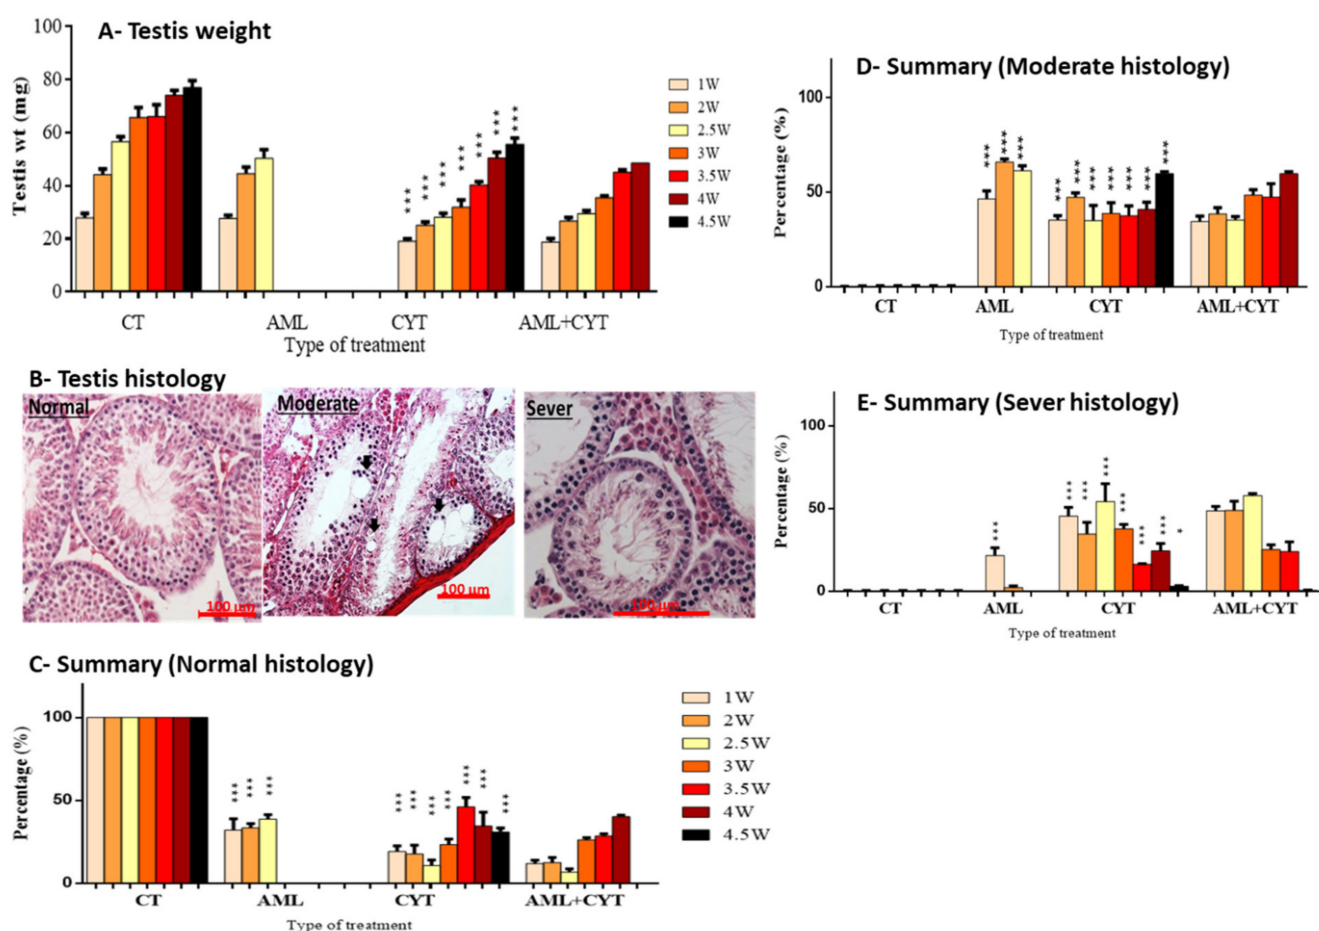 A- Testis weight
100
80
60
40
20
0
Testis wt (mg)
***
***
***
***
***
***
***
CT
AML
CYT
AML+CYT
Type of treatment
1W
2W
2.5W
3W
3.5W
4W
4.5W
D- Summary (Moderate histology)
100
50
0
Percentage (%)
***
***
***
***
***
***
***
***
***
***
CT
AML
CYT
AML+CYT
Type of treatment
B- Testis histology
Normal
100 µm
Moderate
100 µm
Sever
100 µm
E- Summary (Sever histology)
100
50
0
Percentage (%)
***
***
***
***
***
***
***
*
CT
AML
CYT
AML+CYT
Type of treatment
C- Summary (Normal histology)
100
50
0
Percentage (%)
***
***
***
***
***
***
***
***
***
***
CT
AML
CYT
AML+CYT
Type of treatment
1W
2W
2.5W
3W
3.5W
4W
4.5W